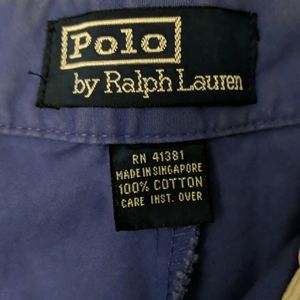 Polo
by Ralph Lauren
RN 41381
MADE IN SINGAPORE
100% COTTON
CARE INST. OVER